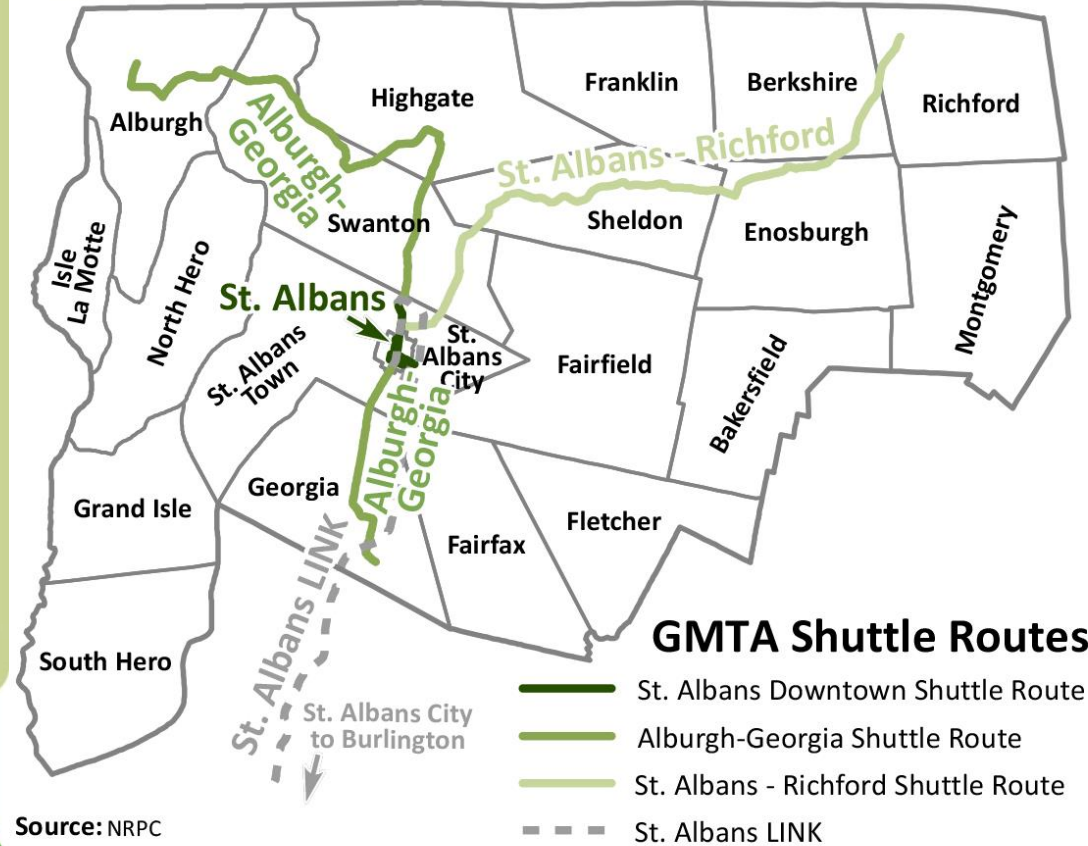 Alburgh
Highgate
Franklin
Berkshire
Richford
Alburgh-
Georgia
St. Albans - Richford
Swanton
Sheldon
Enosburgh
Montgomery
Isle
La Motte
North Hero
St. Albans
St. Albans
Town
St.
Albans
City
Fairfield
Bakersfield
Alburgh-
Georgia
Grand Isle
Georgia
Fairfax
Fletcher
South Hero
St. Albans LINK
St. Albans City
to Burlington
GMTA Shuttle Routes
St. Albans Downtown Shuttle Route
Alburgh-Georgia Shuttle Route
St. Albans - Richford Shuttle Route
St. Albans LINK
Source: NRPC